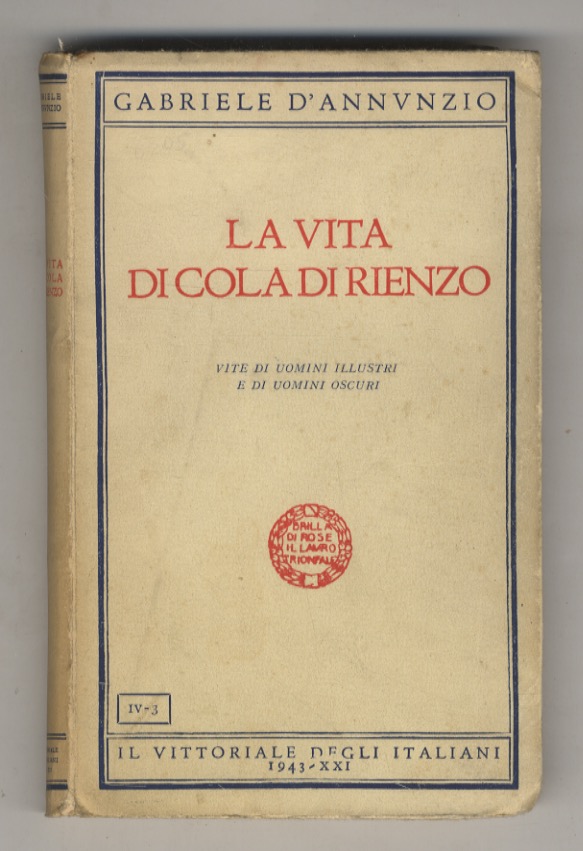 GABRIELE D'ANNVNZIO
LA VITA
DI COLA DI RIENZO
VITE DI UOMINI ILLUSTRI
E DI UOMINI OSCURI
BRILLA
DI ROSE
IL LAVRO
TRIONFALE
IV-3
IL VITTORIALE DEGLI ITALIANI
1943-XXI